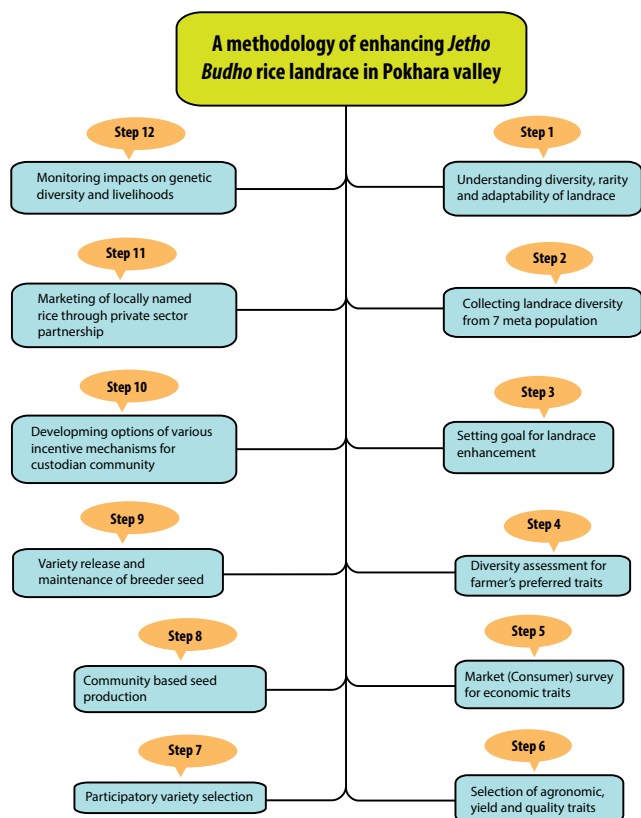 A methodology of enhancing Jetho
Budho rice landrace in Pokhara valley
Step 1
Understanding diversity, rarity
and adaptability of landrace
Step 2
Collecting landrace diversity
from 7 meta population
Step 3
Setting goal for landrace
enhancement
Step 4
Diversity assessment for
farmer's preferred traits
Step 5
Market (Consumer) survey
for economic traits
Step 6
Selection of agronomic,
yield and quality traits
Step 7
Participatory variety selection
Step 8
Community based seed
production
Step 9
Variety release and
maintenance of breeder seed
Step 10
Developming options of various
incentive mechanisms for
custodian community
Step 11
Marketing of locally named
rice through private sector
partnership
Step 12
Monitoring impacts on genetic
diversity and livelihoods